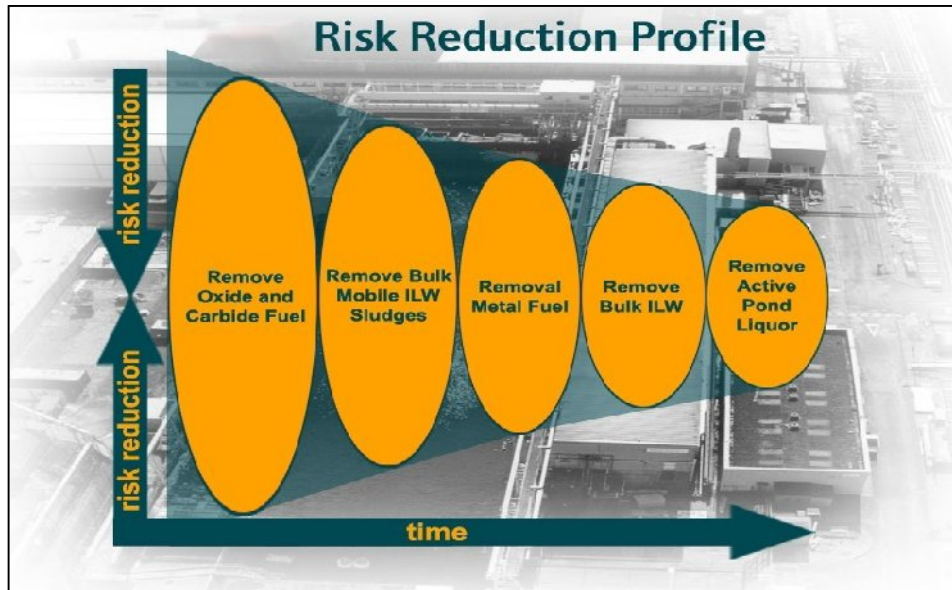 Risk Reduction Profile
risk reduction
risk reduction
Remove
Oxide and
Carbide Fuel
Remove Bulk
Mobile ILW
Sludges
Removal
Metal Fuel
Remove
Bulk ILW
Remove
Active
Pond
Liquor
time